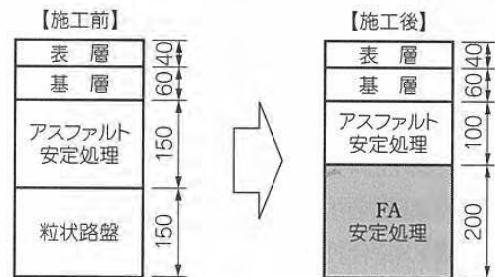 【施工前】
表 層
40
基 層
60
アスファルト
安定処理
150
粒状路盤
150
【施工後】
表 層
40
基 層
60
アスファルト
安定処理
100
FA
安定処理
200